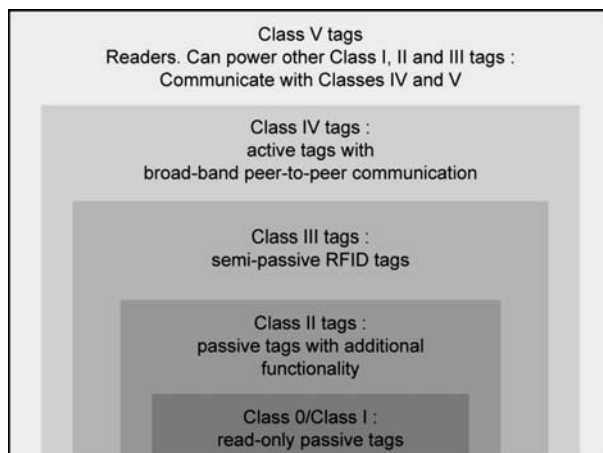 Class V tags
Readers. Can power other Class I, II and III tags :
Communicate with Classes IV and V
Class IV tags :
active tags with
broad-band peer-to-peer communication
Class III tags :
semi-passive RFID tags
Class II tags :
passive tags with additional
functionality
Class 0/Class I :
read-only passive tags